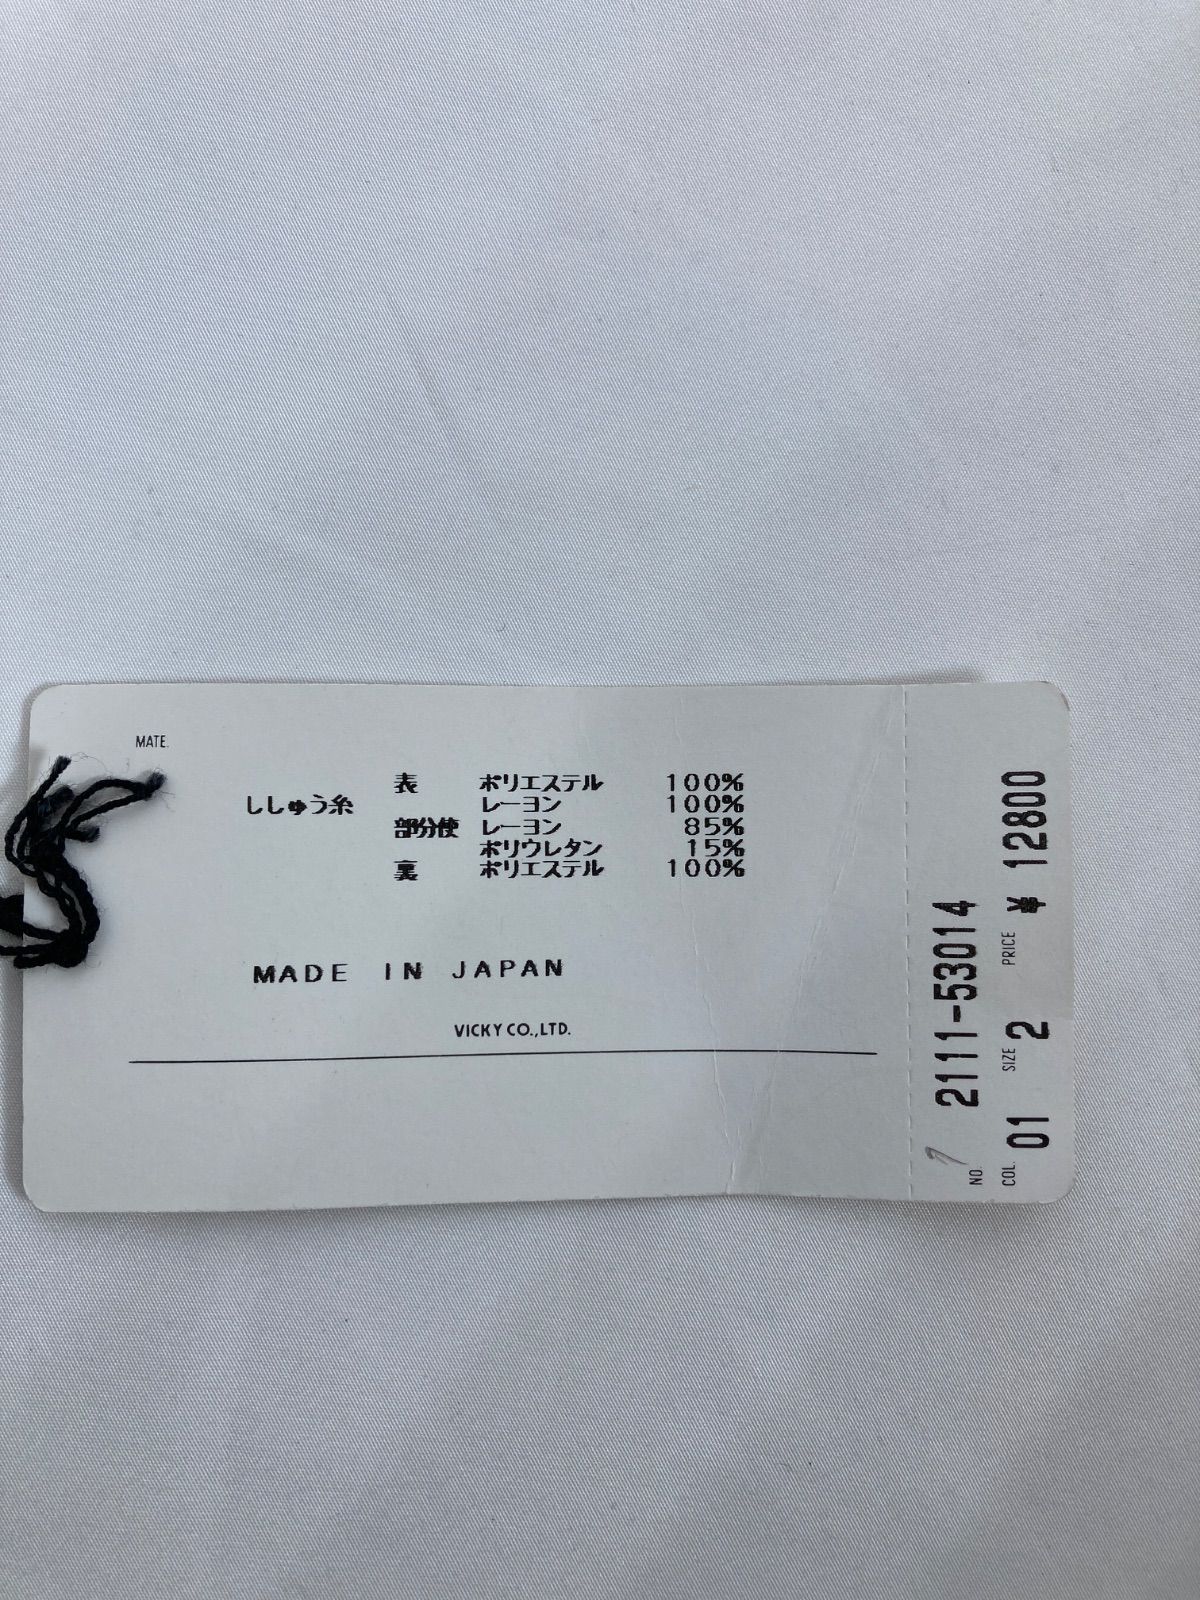 MATE.
表 ポリエステル 100%
ししゅう糸 レーヨン 100%
部分使 レーヨン 85%
ポリウレタン 15%
裏 ポリエステル 100%
MADE IN JAPAN
VICKY CO.,LTD.
NO. 2111-53014
COL. 01 SIZE 2 PRICE ¥ 12800